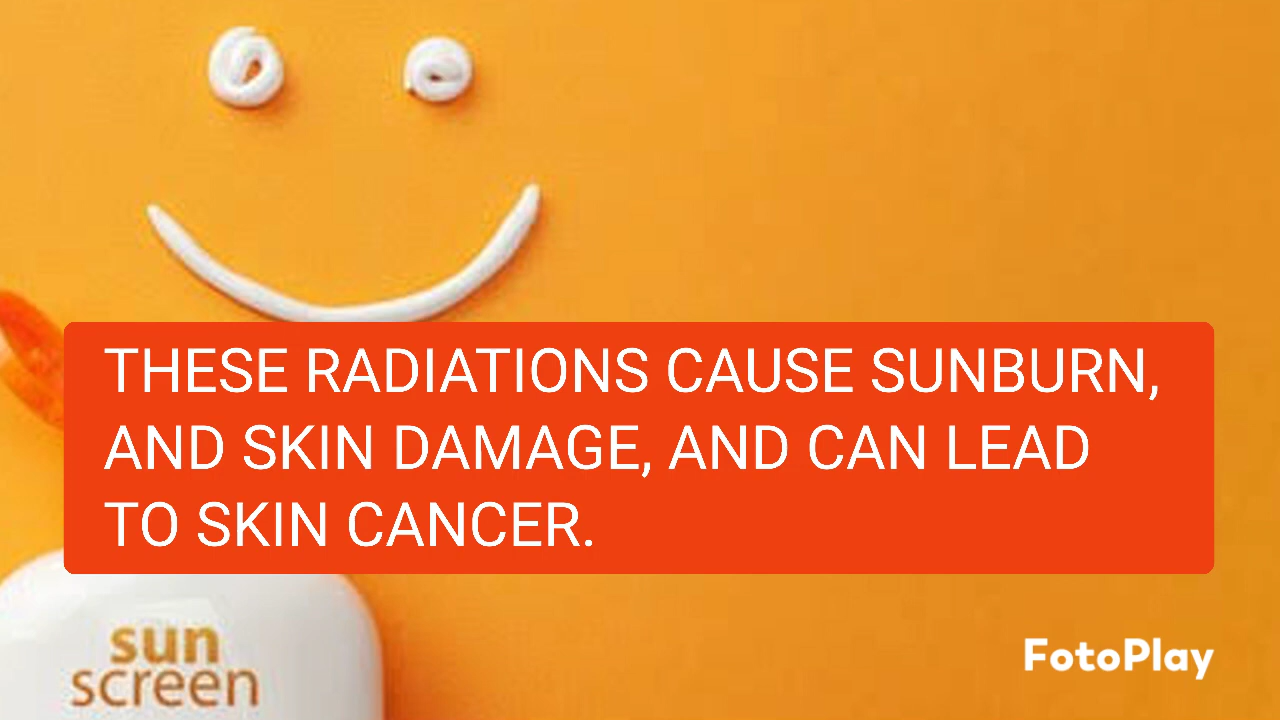 THESE RADIATIONS CAUSE SUNBURN,
AND SKIN DAMAGE, AND CAN LEAD
TO SKIN CANCER.
sun
screen
FotoPlay